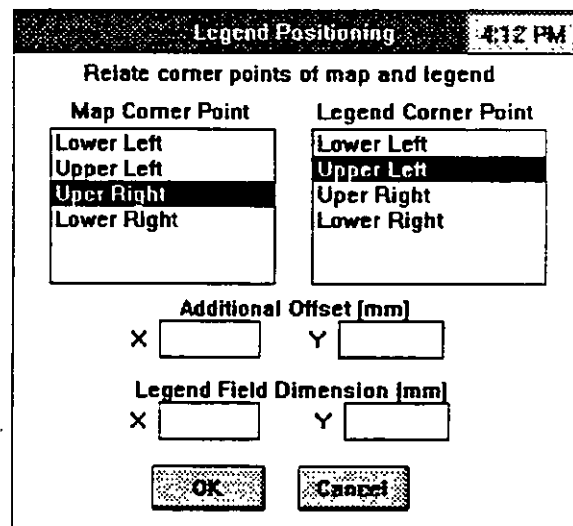 Legend Positioning 4:12 PM
Relate corner points of map and legend
Map Corner Point
Lower Left
Upper Left
Uper Right
Lower Right
Legend Corner Point
Lower Left
Upper Left
Uper Right
Lower Right
Additional Offset [mm]
X Y
Legend Field Dimension [mm]
X Y
OK Cancel